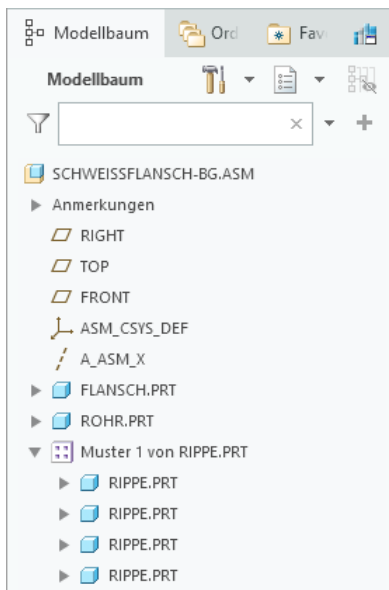 Modellbaum Ord Fav
Modellbaum
SCHWEISSFLANSCH-BG.ASM
Anmerkungen
RIGHT
TOP
FRONT
ASM_CSYS_DEF
A_ASM_X
FLANSCH.PRT
ROHR.PRT
Muster 1 von RIPPE.PRT
RIPPE.PRT
RIPPE.PRT
RIPPE.PRT
RIPPE.PRT